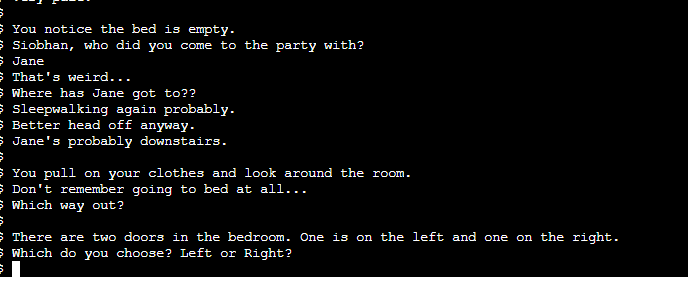 $
$ You notice the bed is empty.
$ Siobhan, who did you come to the party with?
$ Jane
$ That's weird...
$ Where has Jane got to??
$ Sleepwalking again probably.
$ Better head off anyway.
$ Jane's probably downstairs.
$
$ You pull on your clothes and look around the room.
$ Don't remember going to bed at all...
$ Which way out?
$
$ There are two doors in the bedroom. One is on the left and one on the right.
$ Which do you choose? Left or Right?
$